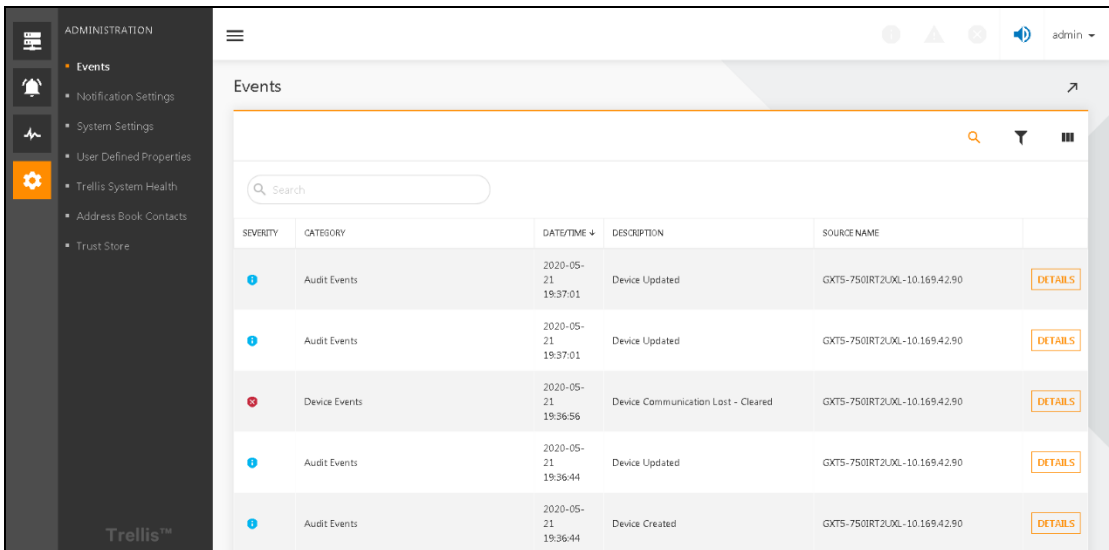 ADMINISTRATION
Events
Notification Settings
System Settings
User Defined Properties
Trellis System Health
Address Book Contacts
Trust Store
Trellis™
admin
Events
Search
SEVERITY CATEGORY DATE/TIME DESCRIPTION SOURCE NAME
2020-05-
Audit Events 21 Device Updated GXT5-750IRT2UXL-10.169.42.90 DETAILS
19:37:01
2020-05-
Audit Events 21 Device Updated GXT5-750IRT2UXL-10.169.42.90 DETAILS
19:37:01
2020-05-
Device Events 21 Device Communication Lost - Cleared GXT5-750IRT2UXL-10.169.42.90 DETAILS
19:36:56
2020-05-
Audit Events 21 Device Updated GXT5-750IRT2UXL-10.169.42.90 DETAILS
19:36:44
2020-05-
Audit Events 21 Device Created GXT5-750IRT2UXL-10.169.42.90 DETAILS
19:36:44